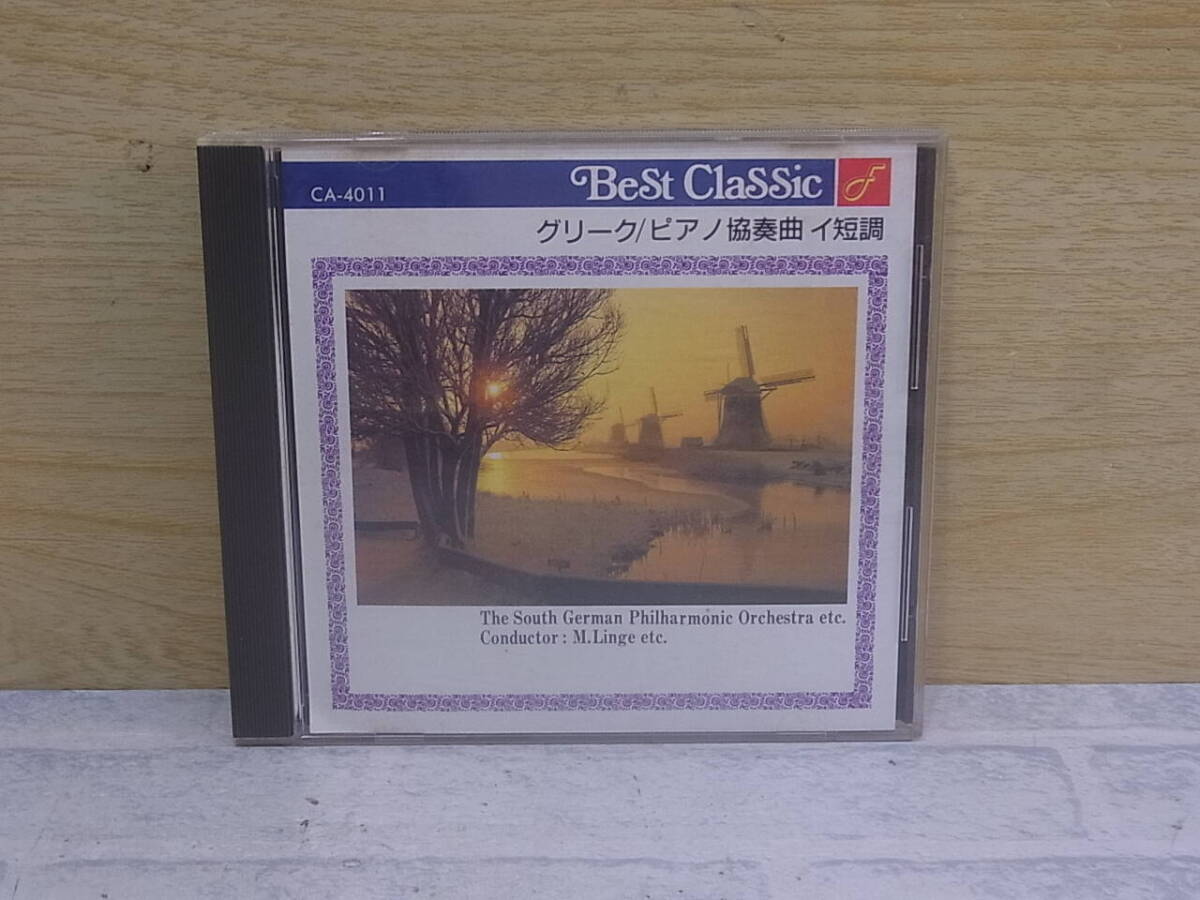 CA-4011
BeSt ClaSSic
グリーク/ピアノ協奏曲 イ短調
The South German Philharmonic Orchestra etc.
Conductor : M.Linge etc.